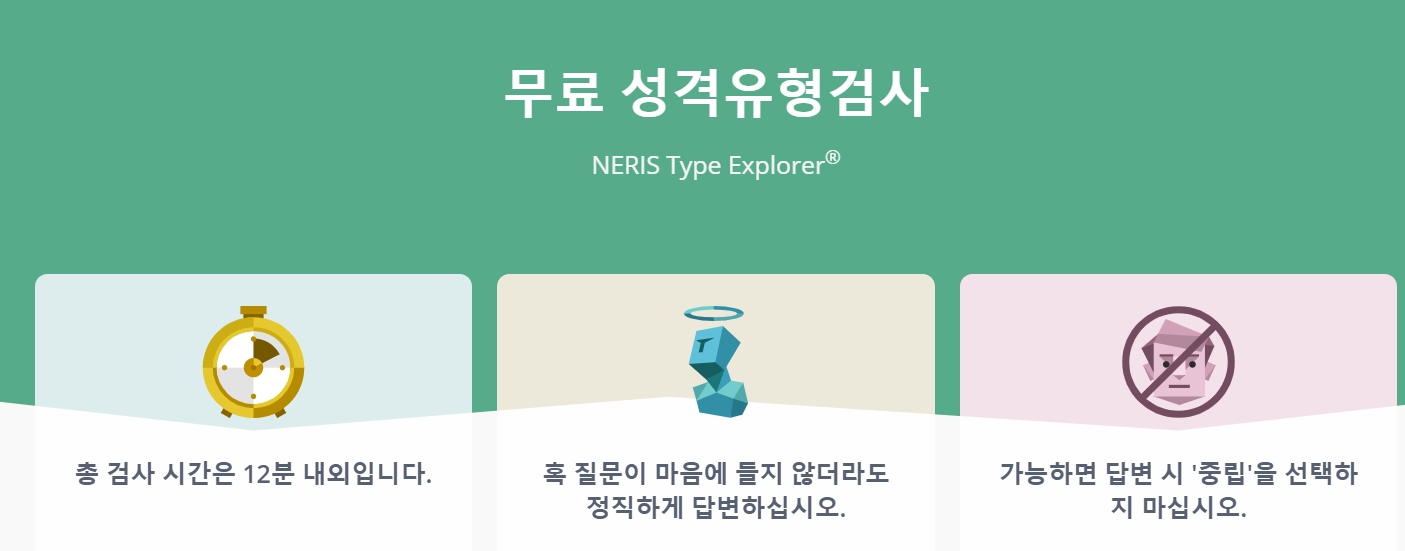 무료 성격유형검사
NERIS Type Explorer®
총 검사 시간은 12분 내외입니다.
혹 질문이 마음에 들지 않더라도
정직하게 답변하십시오.
가능하면 답변 시 '중립'을 선택하
지 마십시오.